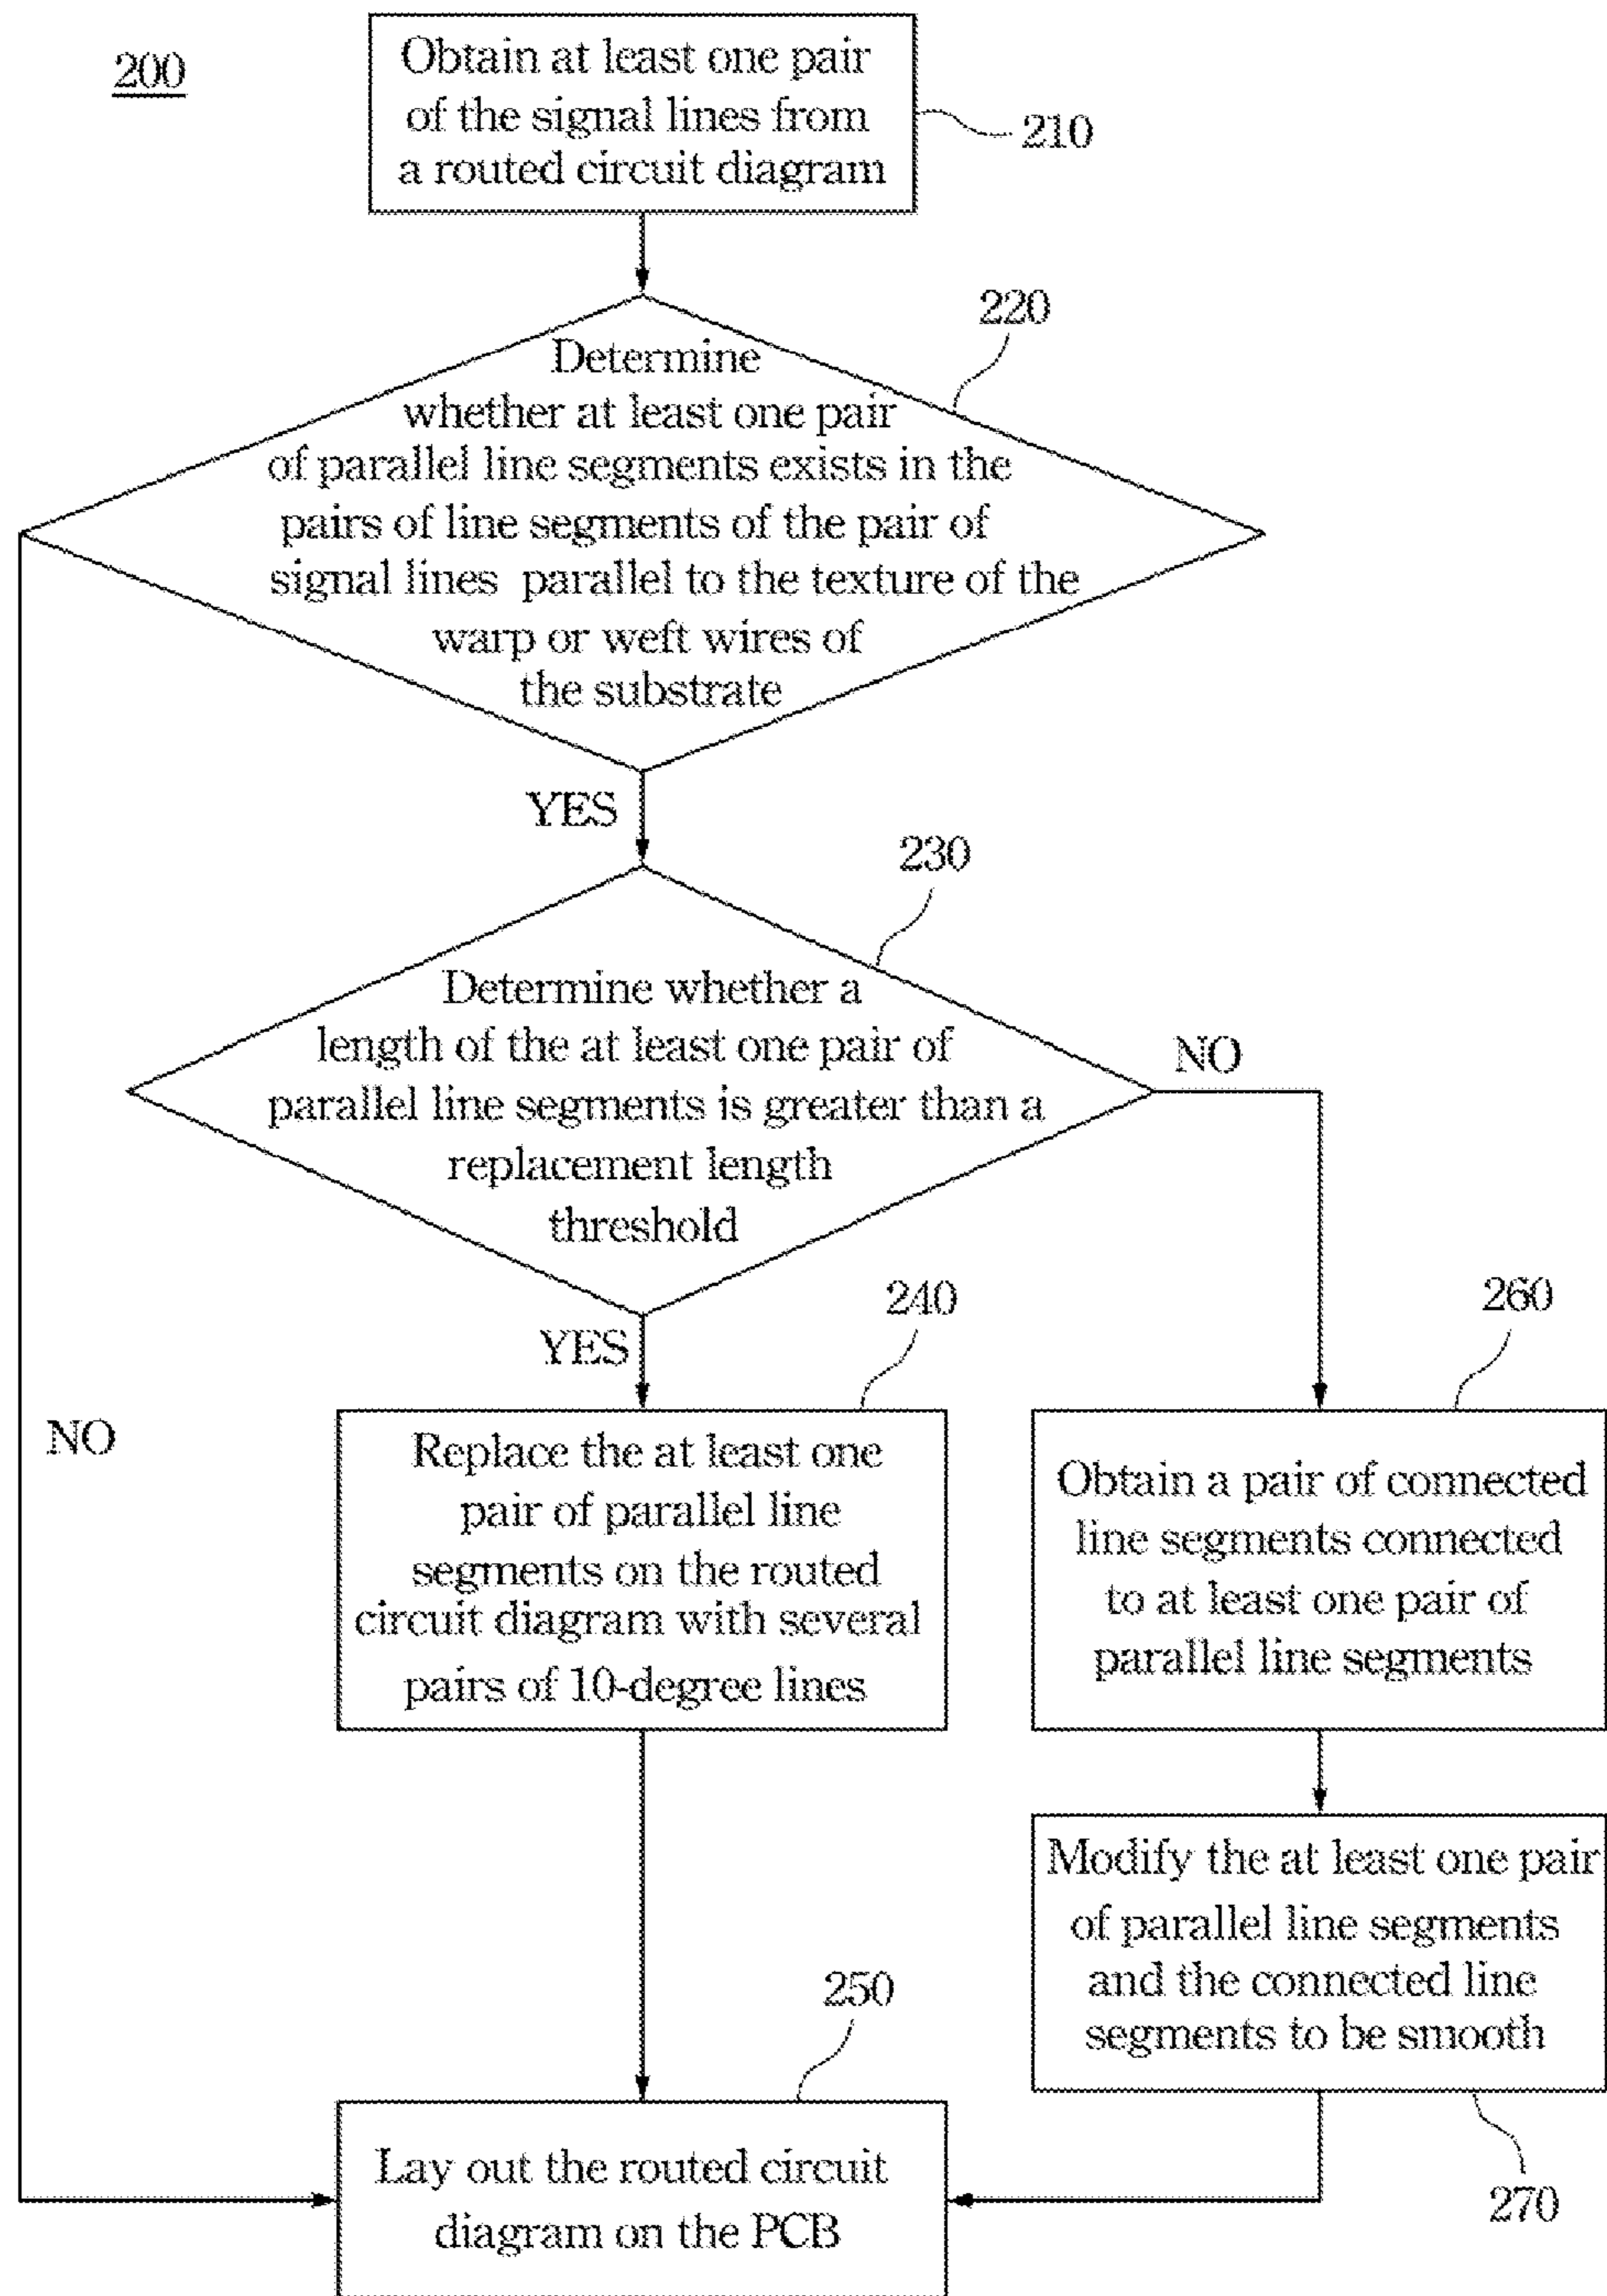 200
Obtain at least one pair
of the signal lines from
a routed circuit diagram
210
220
Determine
whether at least one pair
of parallel line segments exists in the
pairs of line segments of the pair of
signal lines parallel to the texture of the
warp or weft wires of
the substrate
YES
230
Determine whether a
length of the at least one pair of
parallel line segments is greater than a
replacement length
threshold
NO
YES
240
260
NO
Replace the at least one
pair of parallel line
segments on the routed
circuit diagram with several
pairs of 10-degree lines
Obtain a pair of connected
line segments connected
to at least one pair of
parallel line segments
Modify the at least one pair
of parallel line segments
and the connected line
segments to be smooth
250
270
Lay out the routed circuit
diagram on the PCB